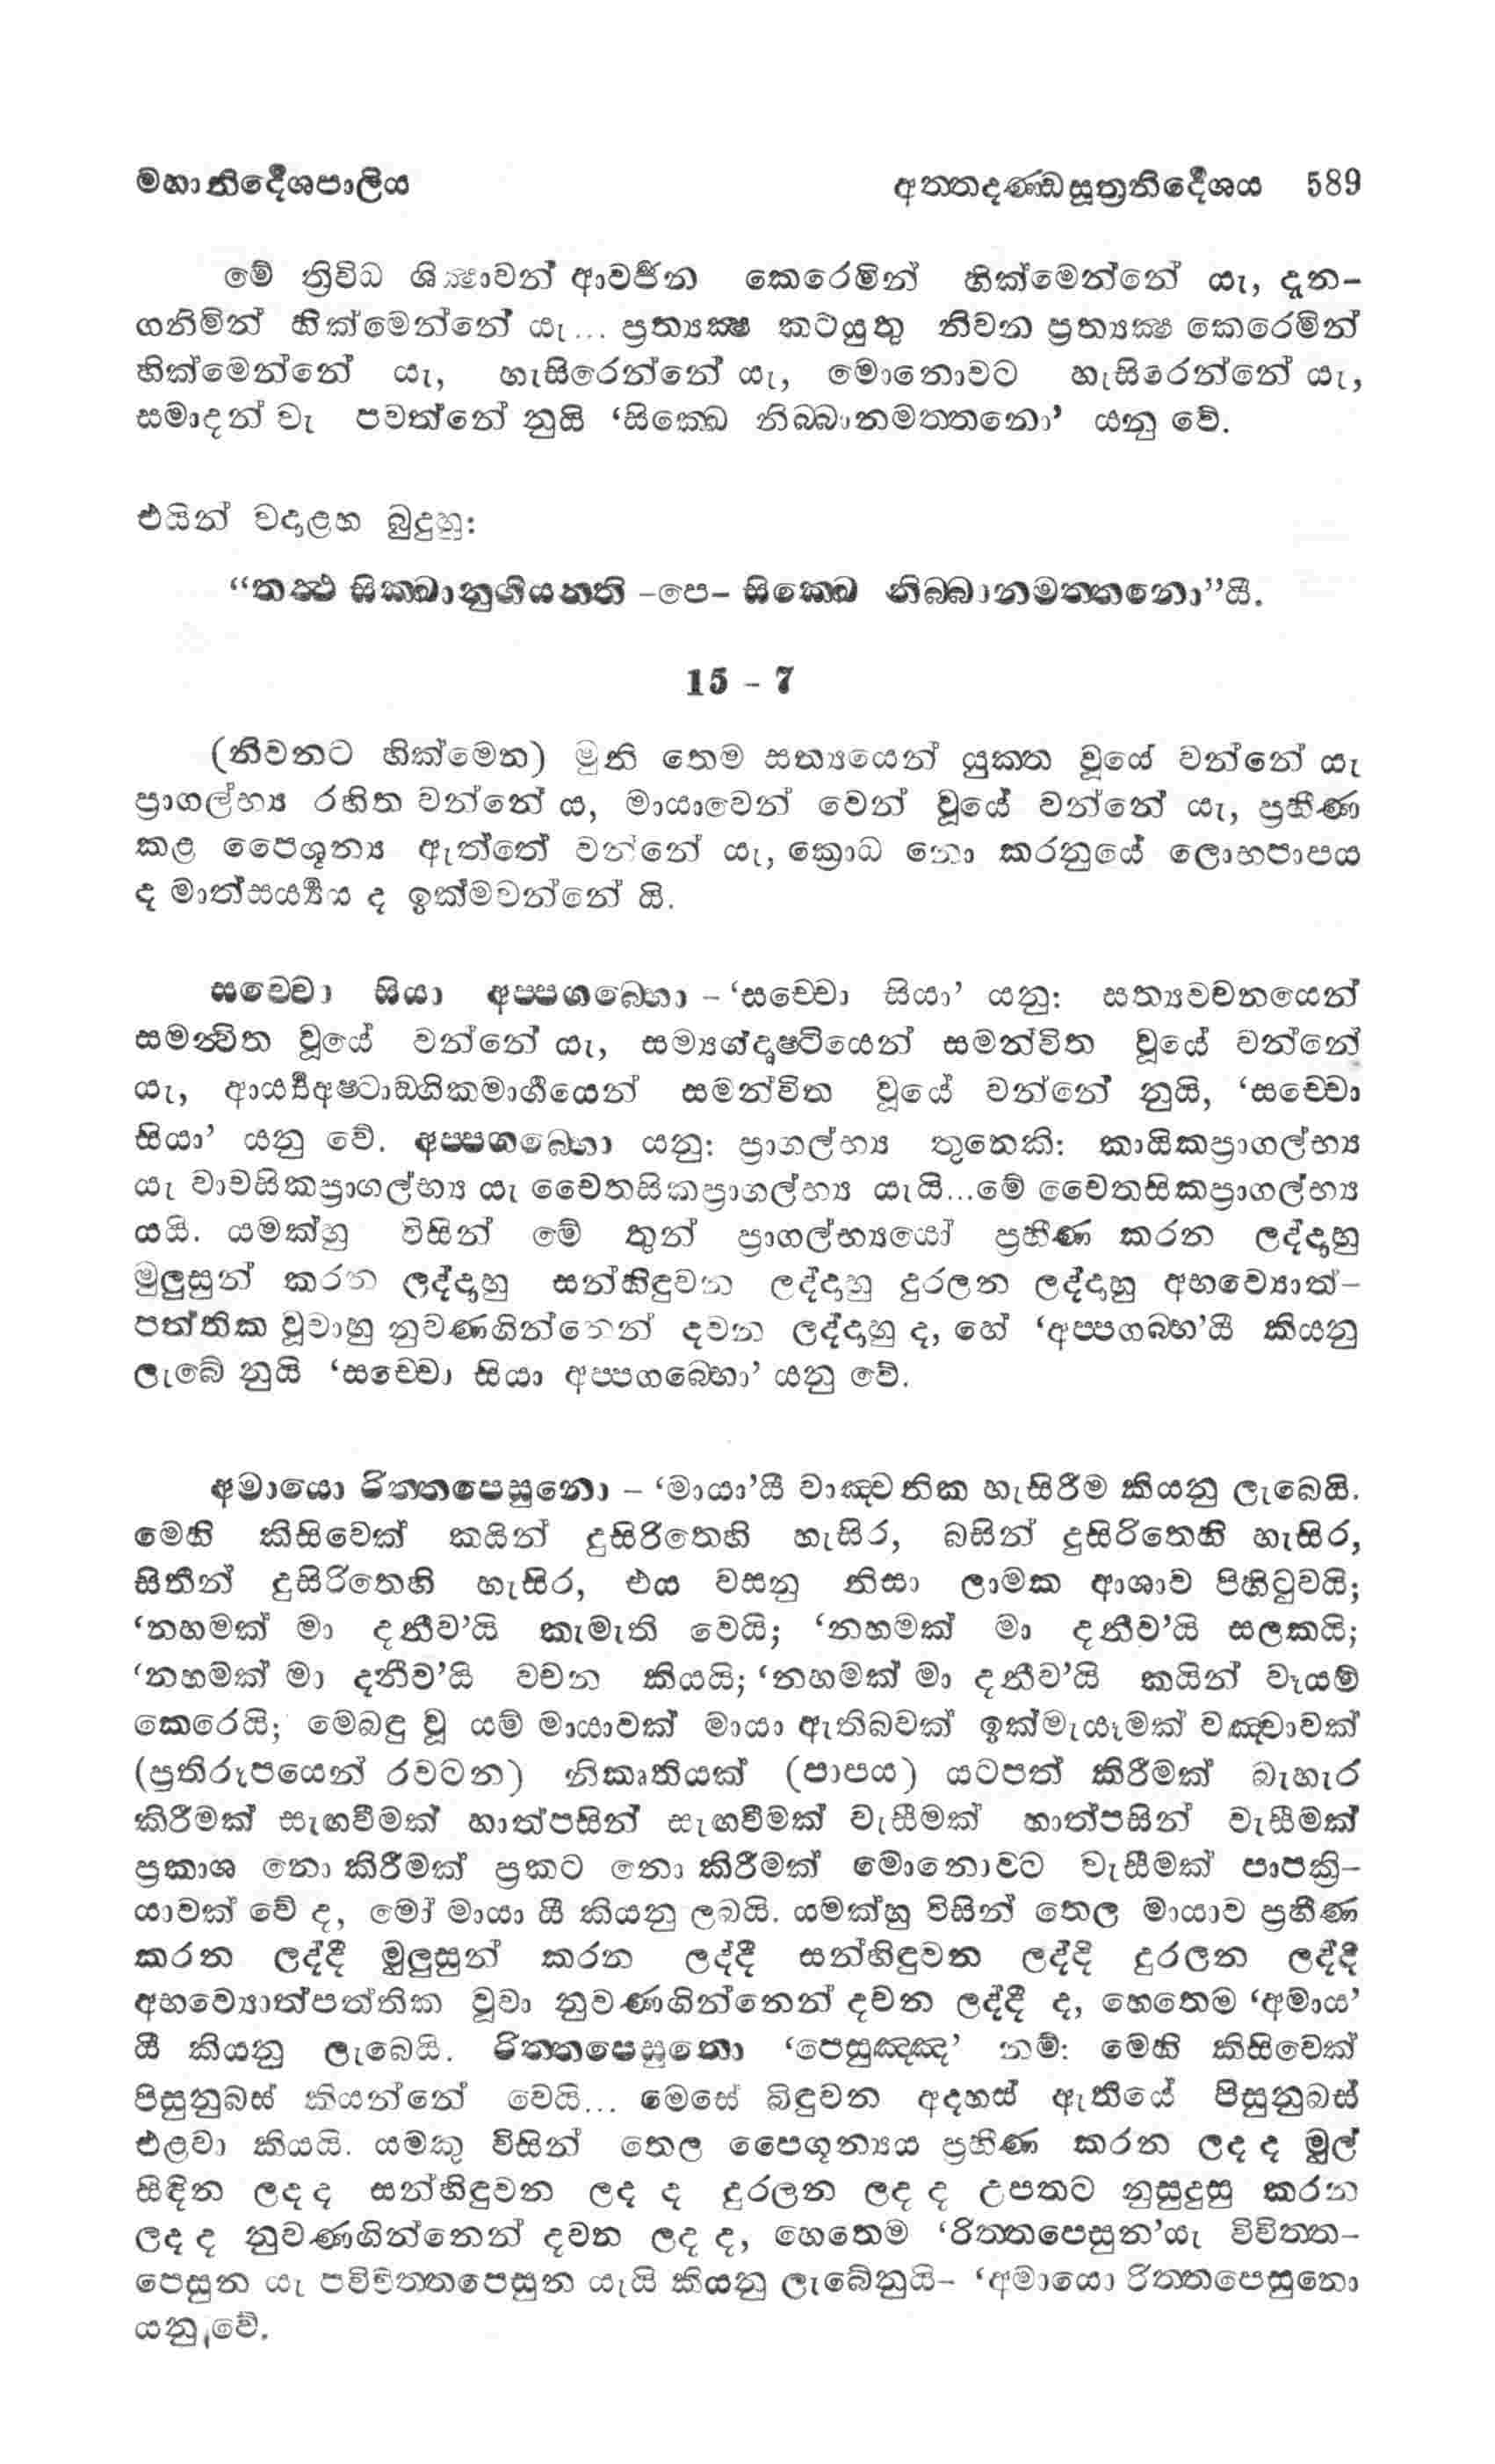 මහානිර්දේශපාලිය අත්තදණ්ඩසූත්‍රනිර්දේශය 589
මේ ත්‍රිවිධ ශික්‍ෂාවන් ආවර්ජන කෙරෙමින් හික්මෙන්නේ යැ, දැන-
ගනිමින් හික්මෙන්නේ යැ... ප්‍රත්‍යක්‍ෂ කටයුතු නිවන ප්‍රත්‍යක්‍ෂ කෙරෙමින්
හික්මෙන්නේ යැ, හැසිරෙන්නේ යැ, මොනොවට හැසිරෙන්නේ යැ,
සමාදන් වැ පවත්නේ නුයි ‘සික්ඛෙ නිබ්බානමත්තනො’ යනු වේ.
එයින් වදාළහ බුදුහු:
“තත්‍ථ සික්ඛානුගීයන්ති -පෙ- සික්ඛෙ නිබ්බානමත්තනො”යී.
15 - 7
(නිවනට හික්මෙන) මුනි තෙම සත්‍යයෙන් යුක්ත වූයේ වන්නේ යැ
ප්‍රාගල්භ්‍ය රහිත වන්නේ ය, මායාවෙන් වෙන් වූයේ වන්නේ යැ, ප්‍රහීණ
කළ පෛශුන්‍ය ඇත්තේ වන්නේ යැ, ක්‍රොධ නො කරනුයේ ලොභපාපය
ද මාත්සර්‍ය්‍යය ද ඉක්මවන්නේ යි.
සච්චො සියා අප්පගබ්භො - ‘සච්චො සියා’ යනු: සත්‍යවචනයෙන්
සමන්‍විත වූයේ වන්නේ යැ, සම්‍යග්දෘෂ්ටියෙන් සමන්විත වූයේ වන්නේ
යැ, ආර්‍ය්‍යඅෂ්ටාඞ්ගිකමාර්ගයෙන් සමන්විත වූයේ වන්නේ නුයි, ‘සච්චො
සියා’ යනු වේ. අප්පගබ්භො යනු: ප්‍රාගල්භ්‍ය තුනෙකි: කායිකප්‍රාගල්භ්‍ය
යැ වාචසිකප්‍රාගල්භ්‍ය යැ චෛතසිකප්‍රාගල්භ්‍ය යැයි...මේ චෛතසිකප්‍රාගල්භ්‍ය
යයි. යමක්හු විසින් මේ තුන් ප්‍රාගල්භ්‍යයෝ ප්‍රහීණ කරන ලද්දාහු
මුලුසුන් කරන ලද්දාහු සන්හිඳුවන ලද්දාහු දුරලන ලද්දාහු අභව්‍යොත්-
පත්තික වූවාහු නුවණගින්නෙන් දවන ලද්දාහු ද, හේ ‘අප්පගබ්භ’යී කියනු
ලැබේ නුයි ‘සච්චො සියා අප්පගබ්භො’ යනු වේ.
අමායො රිත්තපෙසුනො - ‘මායා’යී වාඤ්චනික හැසිරීම කියනු ලැබෙයි.
මෙහි කිසිවෙක් කයින් දුසිරිතෙහි හැසිර, බසින් දුසිරිතෙහි හැසිර,
සිතින් දුසිරිතෙහි හැසිර, එය වසනු නිසා ලාමක ආශාව පිහිටුවයි;
‘නහමක් මා දනීව’යි කැමැති වෙයි; ‘නහමක් මා දනීව’යි සලකයි;
‘නහමක් මා දනීව’යි වචන කියයි; ‘නහමක් මා දනීව’යි කයින් වෑයම්
කෙරෙයි; මෙබඳු වූ යම් මායාවක් මායා ඇතිබවක් ඉක්මැයෑමක් වඤ්චාවක්
(ප්‍රතිරූපයෙන් රවටන) නිකෘතියක් (පාපය) යටපත් කිරීමක් බැහැර
කිරීමක් සැඟවීමක් හාත්පසින් සැඟවීමක් වැසීමක් හාත්පසින් වැසීමක්
ප්‍රකාශ නො කිරීමක් ප්‍රකට නො කිරීමක් මොනොවට වැසීමක් පාපක්‍රි-
යාවක් වේ ද, මෝ මායා යී කියනු ලබයි. යමක්හු විසින් තෙල මායාව ප්‍රහීණ
කරන ලද්දී මුලුසුන් කරන ලද්දී සන්හිඳුවන ලද්දී දුරලන ලද්දී
අභව්‍යොත්පත්තික වූවා නුවණගින්නෙන් දවන ලද්දී ද, හෙතෙම ‘අමාය’
යී කියනු ලැබෙයි. රිත්තපෙසුනො ‘පෙසුඤ්ඤ’ නම්: මෙහි කිසිවෙක්
පිසුනුබස් කියන්නේ වෙයි... මෙසේ බිඳුවන අදහස් ඇතියේ පිසුනුබස්
එළවා කියයි. යමකු විසින් තෙල පෛශුන්‍යය ප්‍රහීණ කරන ලද ද මුල්
සිඳින ලද ද සන්හිඳුවන ලද ද දුරලන ලද ද උපතට නුසුදුසු කරන
ලද ද නුවණගින්නෙන් දවන ලද ද, හෙතෙම ‘රිත්තපෙසුන’යැ විවිත්ත-
පෙසුන යැ පවිවිත්තපෙසුන යැයි කියනු ලැබේනුයි- ‘අමායො රිත්තපෙසුනො
යනු වේ.